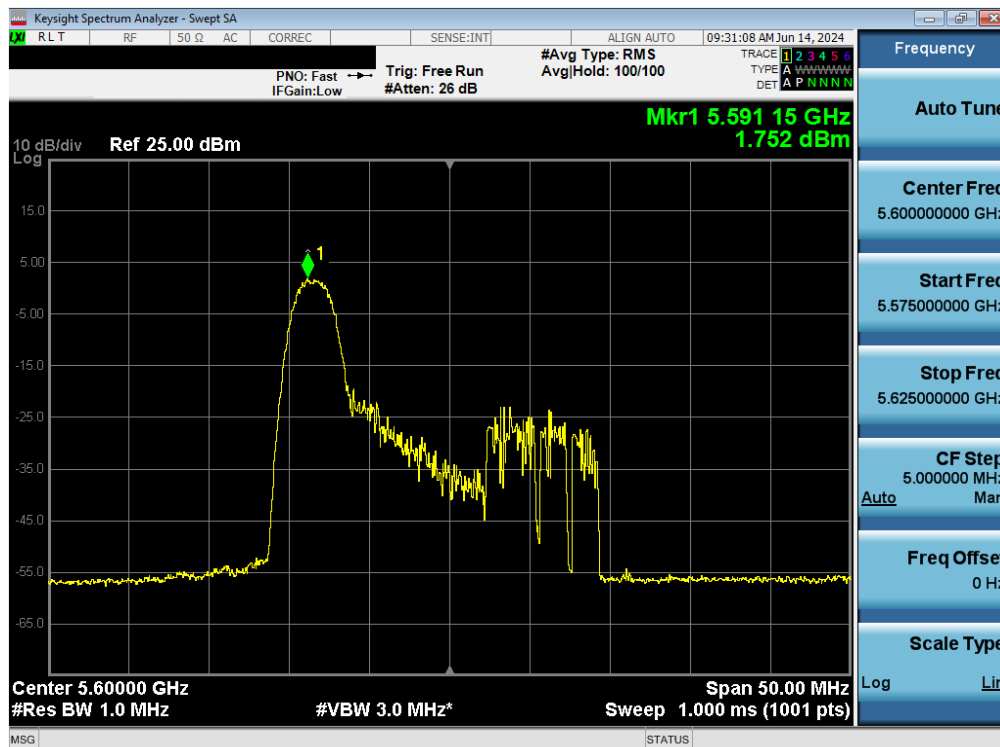 Keysight Spectrum Analyzer - Swept SA
LXI RLT RF 50 Ω AC CORREC SENSE:INT ALIGN AUTO 09:31:08 AM Jun 14, 2024
PNO: Fast
IFGain:Low
Trig: Free Run
#Atten: 26 dB
#Avg Type: RMS
Avg|Hold: 100/100
TRACE 1 2 3 4 5 6
TYPE A WWWWW
DET A P N N N N
Mkr1 5.591 15 GHz
1.752 dBm
10 dB/div
Log
Ref 25.00 dBm
15.0
5.00
-5.00
-15.0
-25.0
-35.0
-45.0
-55.0
-65.0
1
Center 5.60000 GHz
Span 50.00 MHz
#Res BW 1.0 MHz
#VBW 3.0 MHz*
Sweep 1.000 ms (1001 pts)
MSG
STATUS
Frequency
Auto Tune
Center Freq
5.600000000 GHz
Start Freq
5.575000000 GHz
Stop Freq
5.625000000 GHz
CF Step
5.000000 MHz
Auto Man
Freq Offset
0 Hz
Scale Type
Log Lin